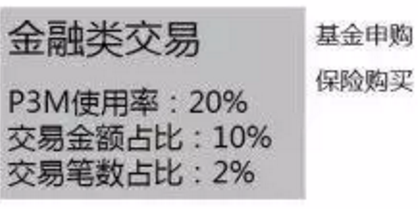 金融类交易
P3M使用率：20%
交易金额占比：10%
交易笔数占比：2%
基金申购
保险购买